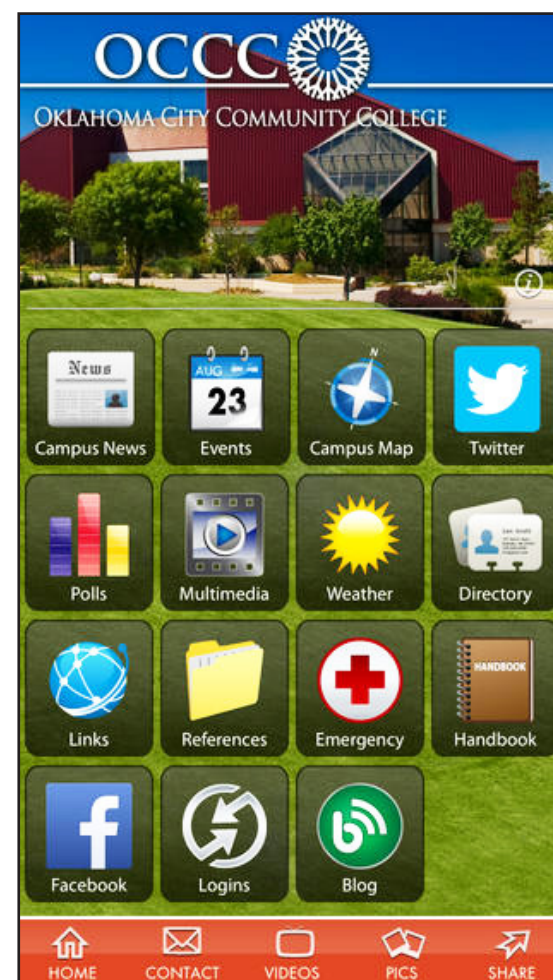 OCCC
OKLAHOMA CITY COMMUNITY COLLEGE
i
News
AUG
23
N
Campus News
Events
Campus Map
Twitter
Polls
Multimedia
Weather
Directory
HANDBOOK
Links
References
Emergency
Handbook
f
b
Facebook
Logins
Blog
HOME
CONTACT
VIDEOS
PICS
SHARE